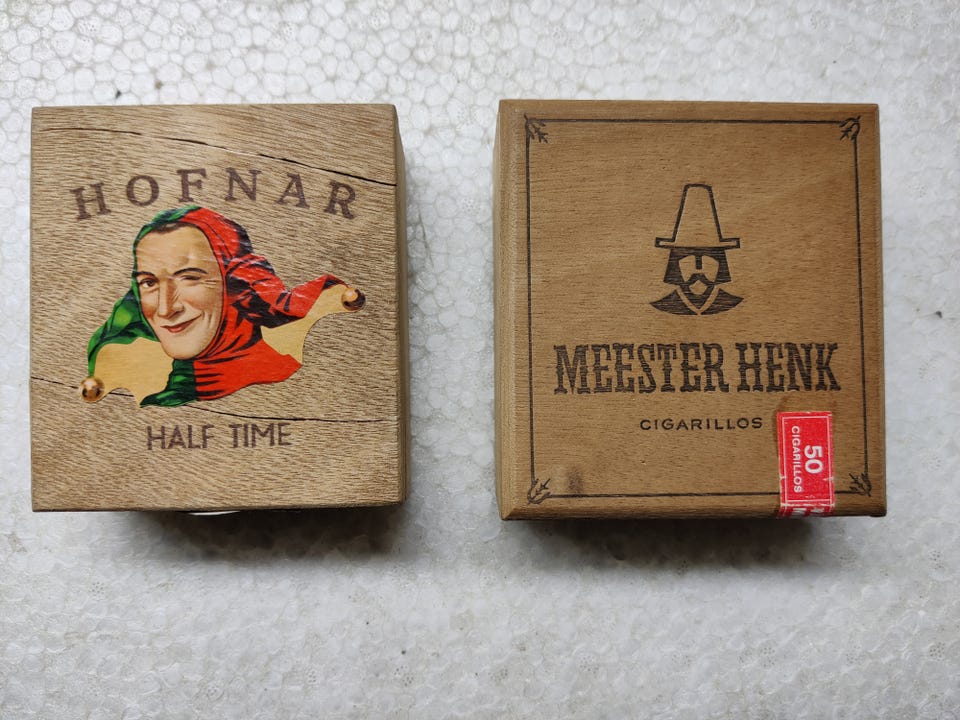 HOFNAR
HALF TIME
MEESTER HENK
CIGARILLOS
50
CIGARILLOS